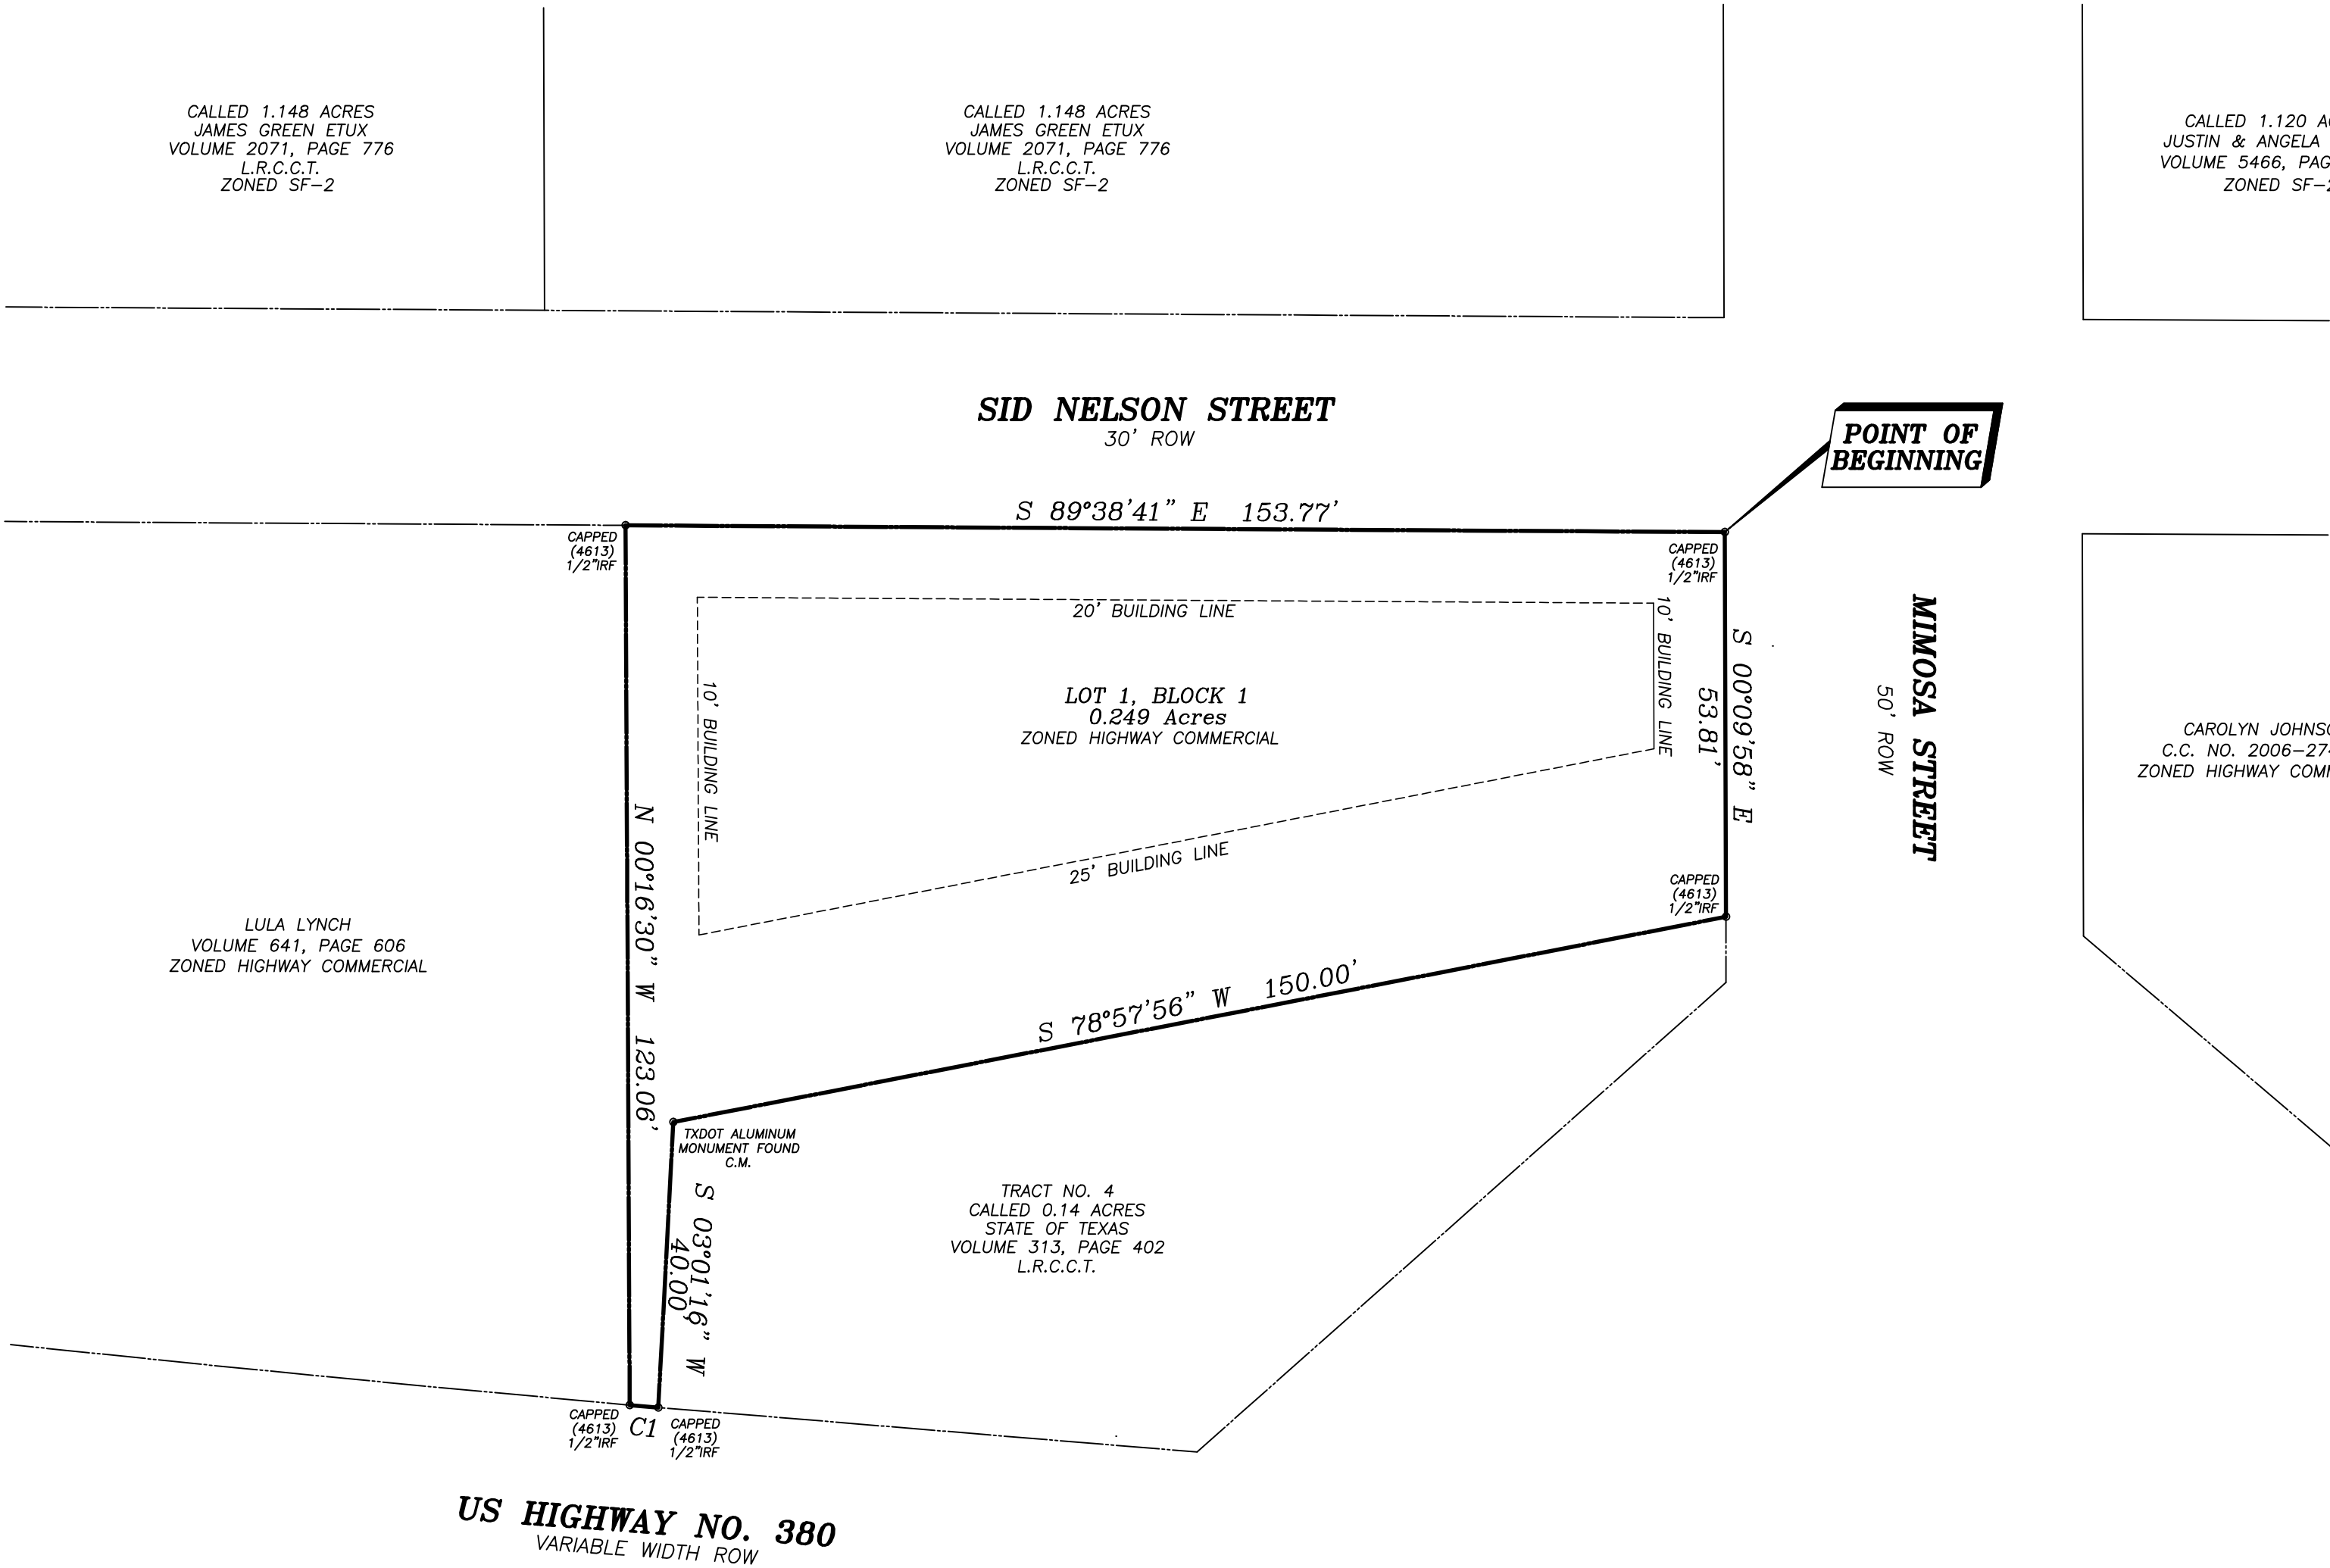 CALLED 1.148 ACRES
JAMES GREEN ETUX
VOLUME 2071, PAGE 776
L.R.C.C.T.
ZONED SF-2
CALLED 1.148 ACRES
JAMES GREEN ETUX
VOLUME 2071, PAGE 776
L.R.C.C.T.
ZONED SF-2
CALLED 1.120
JUSTIN & ANGELA
VOLUME 5466,
ZONED
SID NELSON STREET
30' ROW
POINT OF
BEGINNING
S 89°38'41" E 153.77'
CAPPED
(4613)
1/2"IRF
CAPPED
(4613)
1/2"IRF
20' BUILDING LINE
10' BUILDING LINE
10' BUILDING LINE
25' BUILDING LINE
LOT 1, BLOCK 1
0.249 Acres
ZONED HIGHWAY COMMERCIAL
S 00°09'58" E
53.81'
MIMOSA STREET
50' ROW
CAROLYN
C.C. NO.
ZONED HIGHWAY
CAPPED
(4613)
1/2"IRF
N 00°16'30" W 123.06'
LULA LYNCH
VOLUME 641, PAGE 606
ZONED HIGHWAY COMMERCIAL
S 78°57'56" W 150.00'
TXDOT ALUMINUM
MONUMENT FOUND
C.M.
S 03°01'16" W
40.00'
TRACT NO. 4
CALLED 0.14 ACRES
STATE OF TEXAS
VOLUME 313, PAGE 402
L.R.C.C.T.
CAPPED
(4613)
1/2"IRF
C1
CAPPED
(4613)
1/2"IRF
US HIGHWAY NO. 380
VARIABLE WIDTH ROW